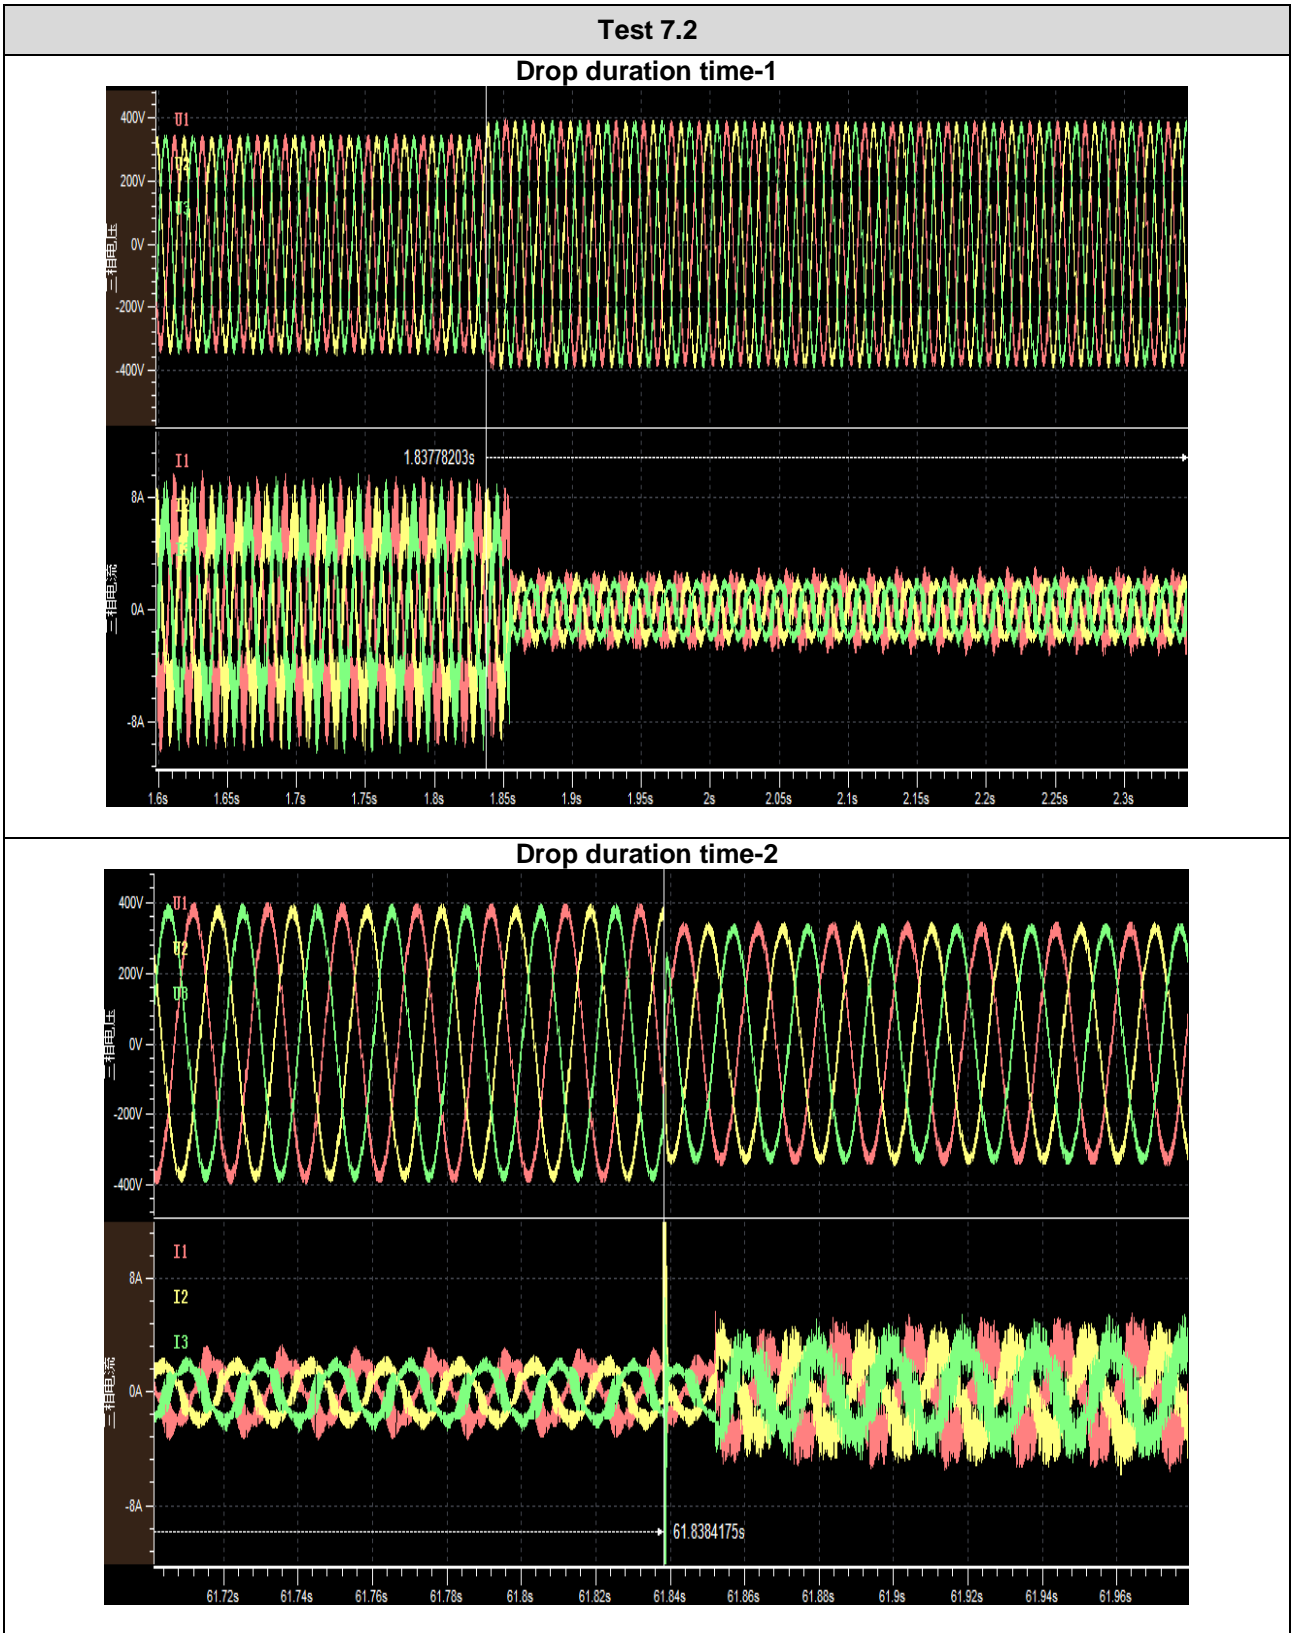 Test 7.2
Drop duration time-1
400V
200V
0V
-200V
-400V
U1
U2
U3
三相电压
I1
I2
1.83778203s
8A
0A
-8A
三相电流
1.6s 1.65s 1.7s 1.75s 1.8s 1.85s 1.9s 1.95s 2s 2.05s 2.1s 2.15s 2.2s 2.25s 2.3s
Drop duration time-2
400V
200V
0V
-200V
-400V
U1
U2
U3
三相电压
I1
I2
I3
8A
0A
-8A
三相电流
61.8384175s
61.72s 61.74s 61.76s 61.78s 61.8s 61.82s 61.84s 61.86s 61.88s 61.9s 61.92s 61.94s 61.96s